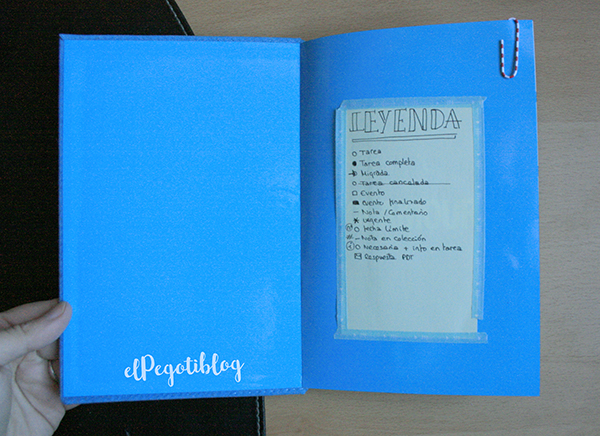 elPegotiblog
LEYENDA
o Tarea
● Tarea completa
Migrada
o Tarea cancelada
□ Evento
■ Evento finalizado
- Nota / Comentario
* Urgente
o Fecha límite
# - Nota en colección
o Necesaria + info en tarea
Respuesta PDT